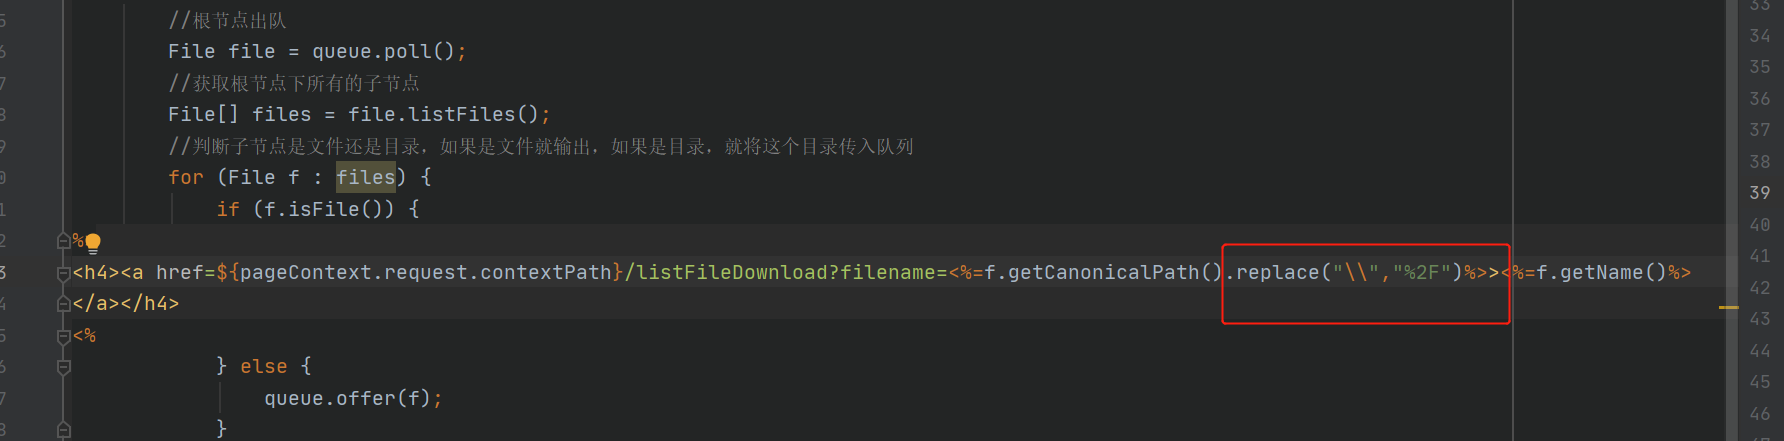 //根节点出队
File file = queue.poll();
//获取根节点下所有的子节点
File[] files = file.listFiles();
//判断子节点是文件还是目录，如果是文件就输出，如果是目录，就将这个目录传入队列
for (File f : files) {
if (f.isFile()) {
%
<h4><a href=${pageContext.request.contextPath}/listFileDownload?filename=<%=f.getCanonicalPath().replace("\\","%2F")%>><%=f.getName()%>
</a></h4>
<%
} else {
queue.offer(f);
}
33
34
35
36
37
38
39
40
41
42
43
44
45
46